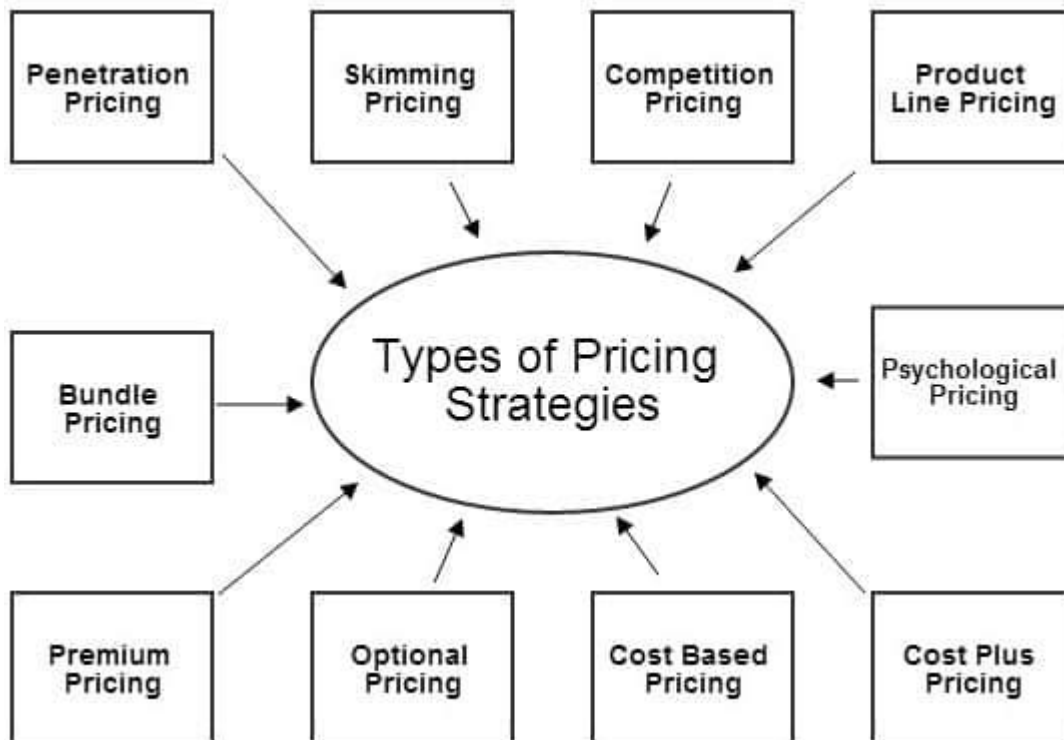 Penetration
Pricing
Skimming
Pricing
Competition
Pricing
Product
Line Pricing
Types of Pricing
Strategies
Bundle
Pricing
Psychological
Pricing
Premium
Pricing
Optional
Pricing
Cost Based
Pricing
Cost Plus
Pricing